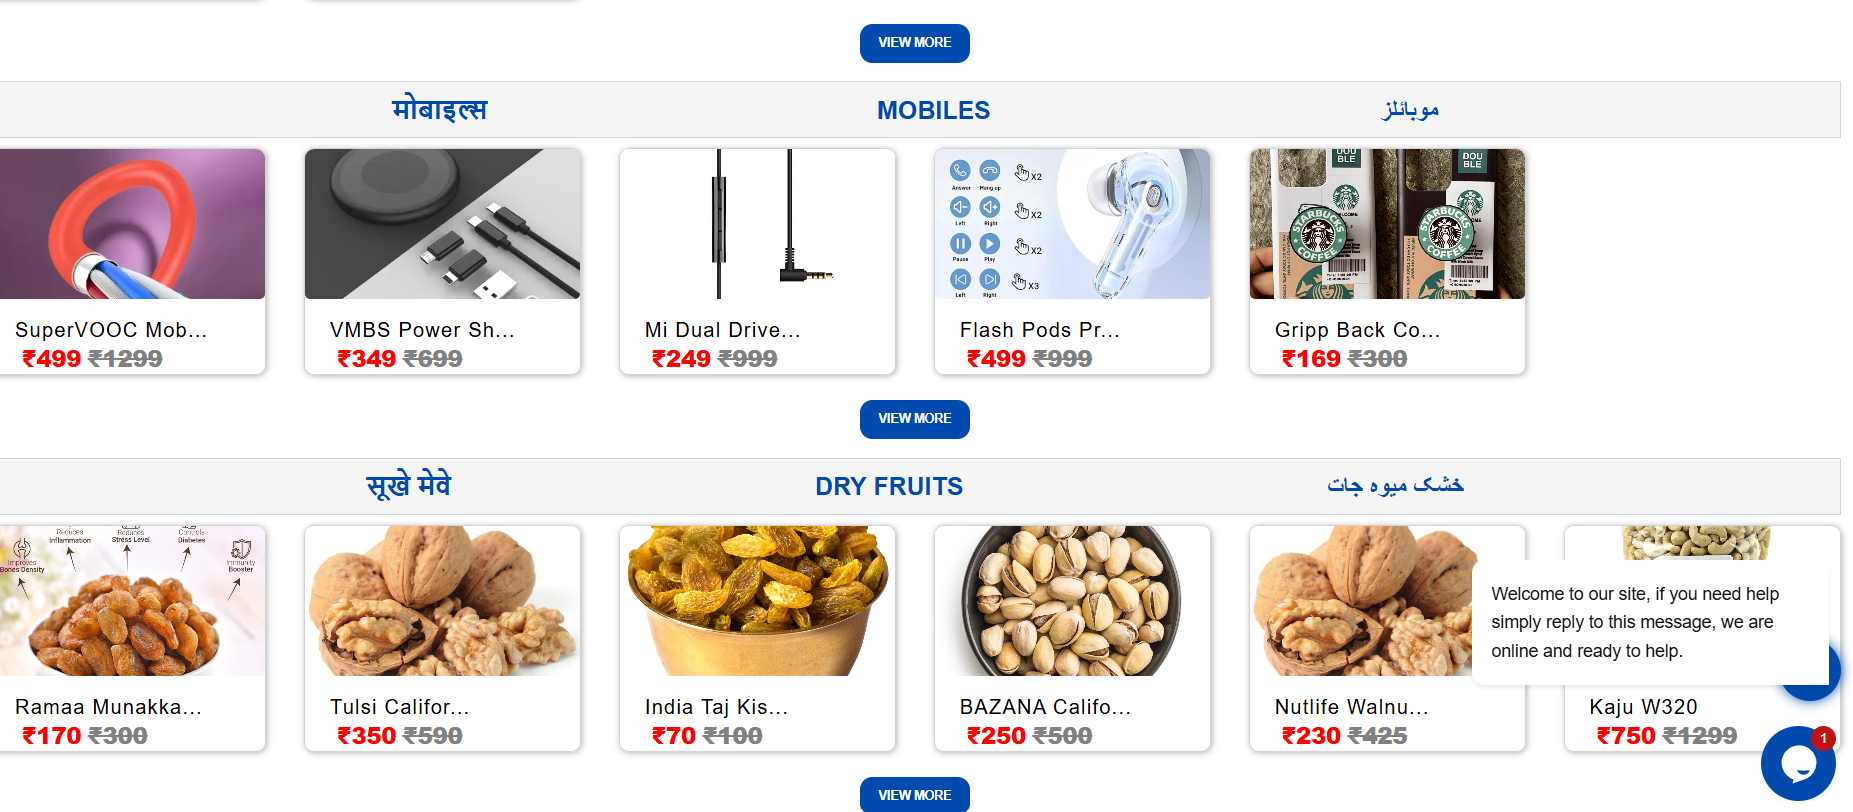 VIEW MORE
मोबाइल्स MOBILES موبائلز
Answer Hung up X2
Left Right X2
Pause Play X2
Left Right X3
DOUBLE DOUBLE
STARBUCKS COFFEE STARBUCKS COFFEE
SuperVOOC Mob... VMBS Power Sh... Mi Dual Drive... Flash Pods Pr... Gripp Back Co...
₹499 ₹1299 ₹349 ₹699 ₹249 ₹999 ₹499 ₹999 ₹169 ₹300
VIEW MORE
सूखे मेवे DRY FRUITS خشک میوہ جات
Reduces Inflammation
Reduces Stress Level
Controls Diabetes
Improves Bones Density
Immunity Booster
Welcome to our site, if you need help
simply reply to this message, we are
online and ready to help.
Ramaa Munakka... Tulsi Califor... India Taj Kis... BAZANA Califo... Nutlife Walnu... Kaju W320
₹170 ₹300 ₹350 ₹590 ₹70 ₹100 ₹250 ₹500 ₹230 ₹425 ₹750 ₹1299
1
VIEW MORE